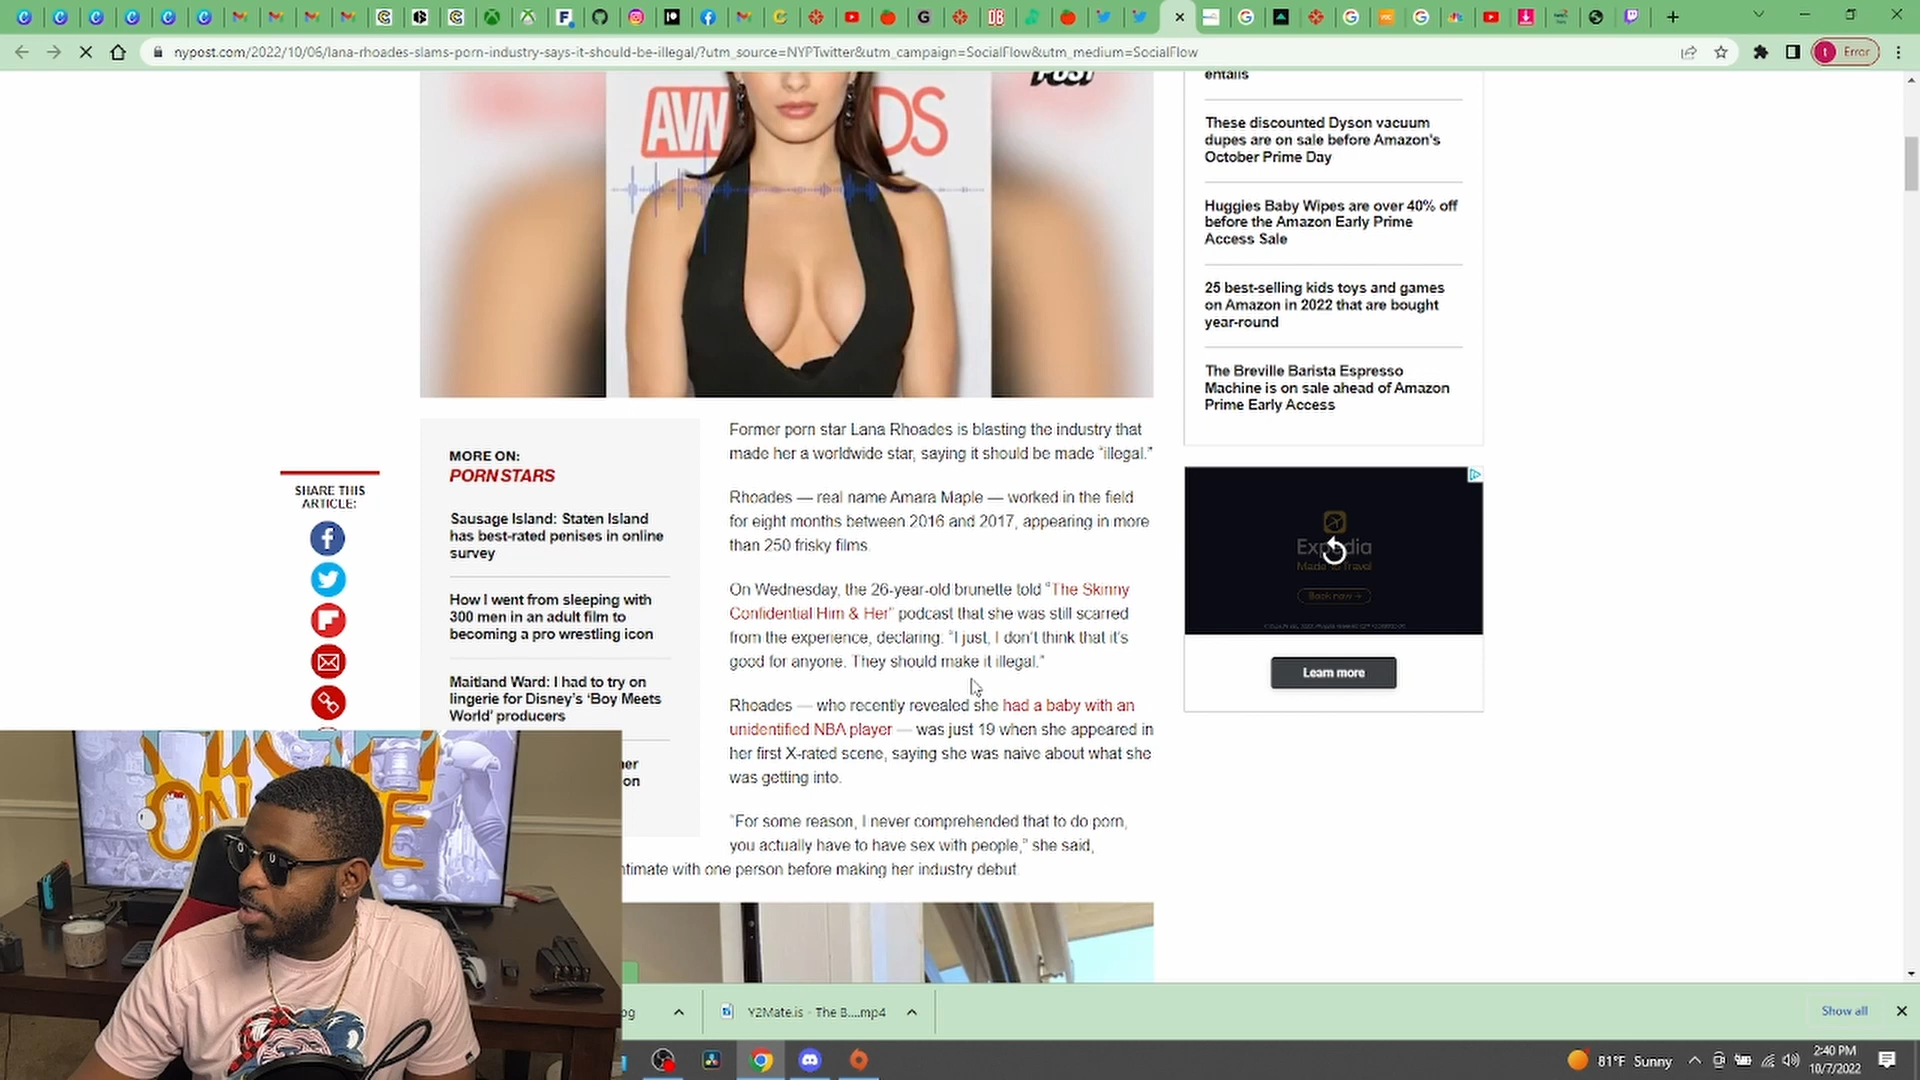 nypost.com/2022/10/06/lana-rhoades-slams-porn-industry-says-it-should-be-illegal/?utm_source=NYPTwitter&utm_campaign=SocialFlow&utm_medium=SocialFlow
Error
POST
AVN
DS
entails
These discounted Dyson vacuum
dupes are on sale before Amazon's
October Prime Day
Huggies Baby Wipes are over 40% off
before the Amazon Early Prime
Access Sale
25 best-selling kids toys and games
on Amazon in 2022 that are bought
year-round
The Breville Barista Espresso
Machine is on sale ahead of Amazon
Prime Early Access
SHARE THIS
ARTICLE:
MORE ON:
PORN STARS
Sausage Island: Staten Island
has best-rated penises in online
survey
How I went from sleeping with
300 men in an adult film to
becoming a pro wrestling icon
Maitland Ward: I had to try on
lingerie for Disney's 'Boy Meets
World' producers
her
on
Former porn star Lana Rhoades is blasting the industry that
made her a worldwide star, saying it should be made “illegal.”
Rhoades — real name Amara Maple — worked in the field
for eight months between 2016 and 2017, appearing in more
than 250 frisky films.
On Wednesday, the 26-year-old brunette told “The Skinny
Confidential Him & Her” podcast that she was still scarred
from the experience, declaring: “I just, I don't think that it's
good for anyone. They should make it illegal.”
Rhoades — who recently revealed she had a baby with an
unidentified NBA player — was just 19 when she appeared in
her first X-rated scene, saying she was naive about what she
was getting into.
“For some reason, I never comprehended that to do porn,
you actually have to have sex with people,” she said,
ntimate with one person before making her industry debut.
Expedia
Made to Travel
Book now →
Learn more
Y2Mate.is - The B....mp4
Show all
81°F Sunny
2:40 PM
10/7/2022